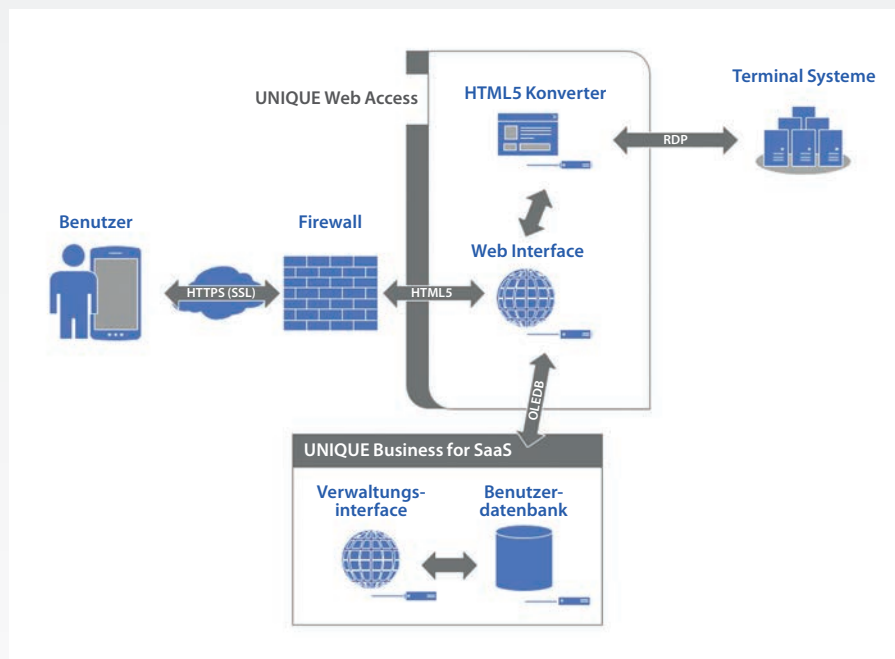 UNIQUE Web Access
HTML5 Konverter
Terminal Systeme
RDP
Benutzer
Firewall
Web Interface
HTTPS (SSL)
HTML5
OLEDB
UNIQUE Business for SaaS
Verwaltungs-
interface
Benutzer-
datenbank